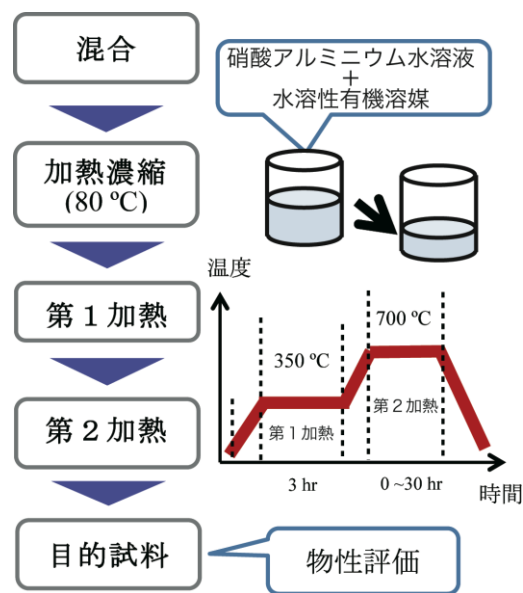 混合
硝酸アルミニウム水溶液
+
水溶性有機溶媒
加熱濃縮
(80 ºC)
第1加熱
第2加熱
目的試料
物性評価
温度
700 ºC
350 ºC
第1加熱
第2加熱
3 hr
0 ~30 hr
時間